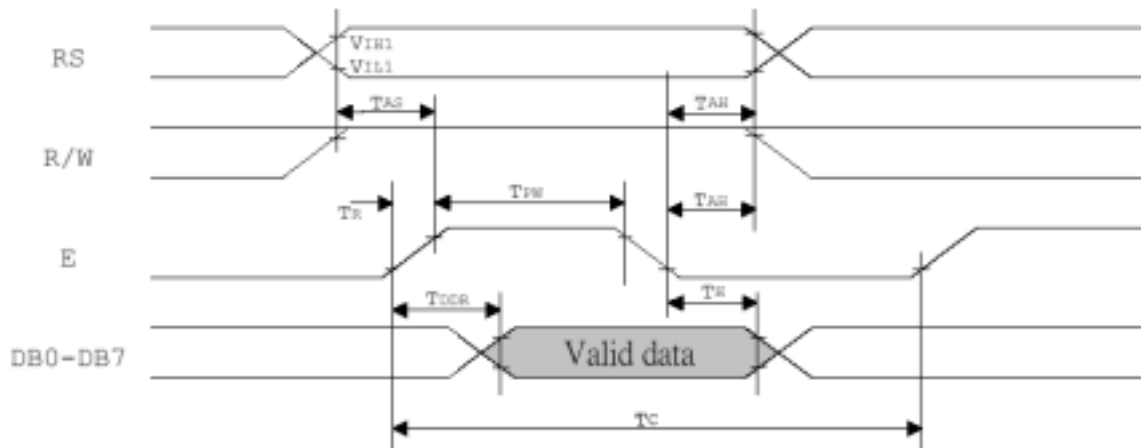 RS
VIH1
VIL1
TAS
TAH
R/W
TPW
TAH
TR
E
TDDR
TH
DB0-DB7
Valid data
TC